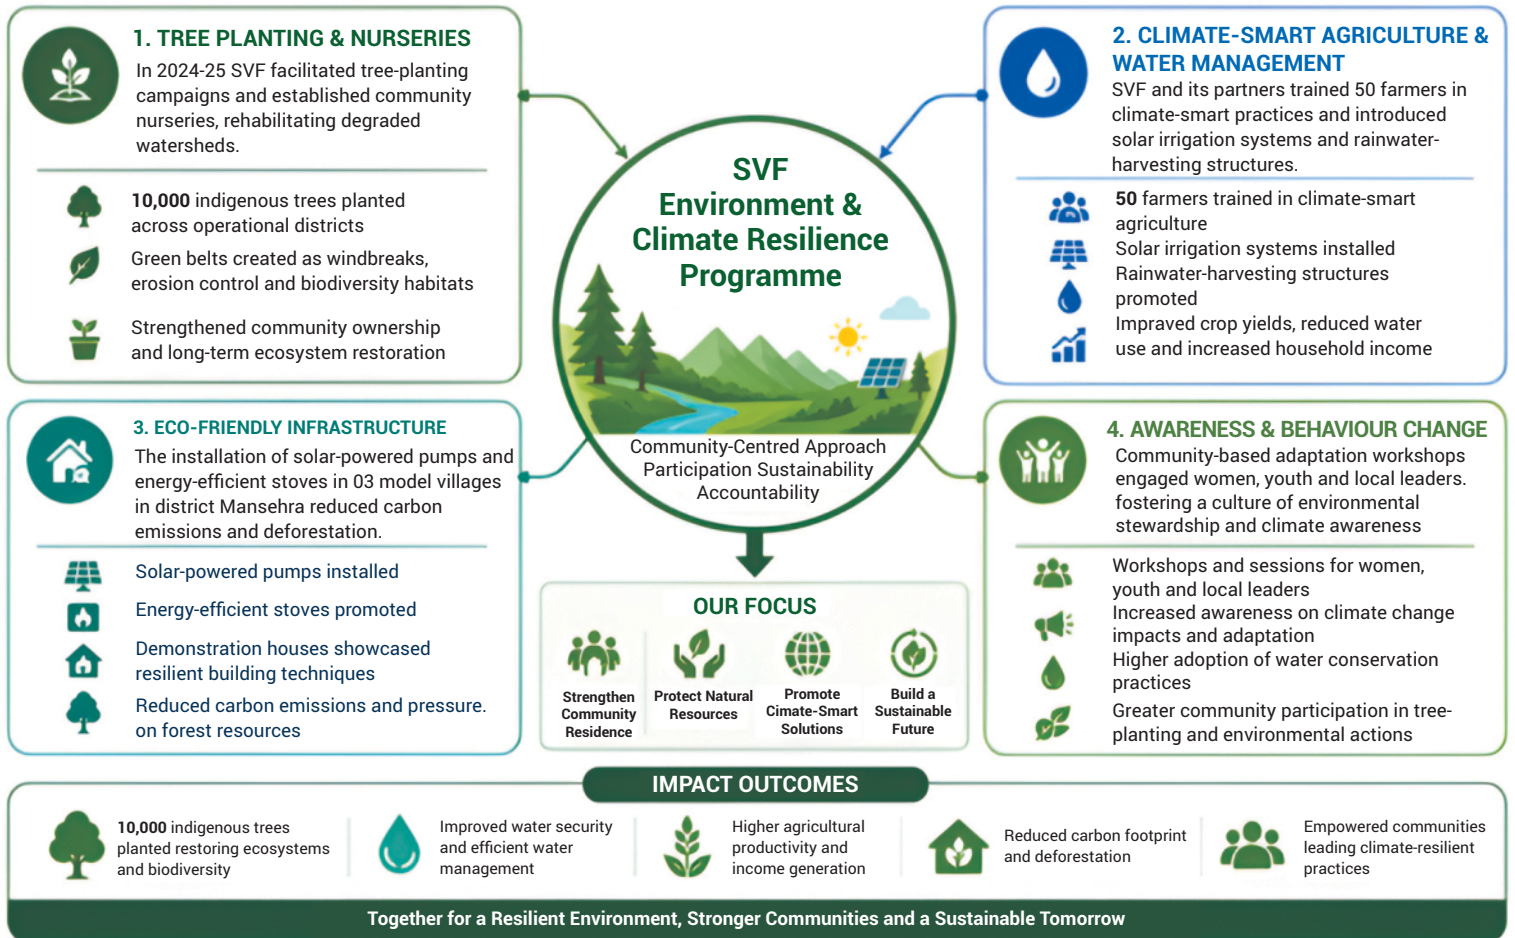 1. TREE PLANTING & NURSERIES
In 2024-25 SVF facilitated tree-planting
campaigns and established community
nurseries, rehabilitating degraded
watersheds.
10,000 indigenous trees planted
across operational districts
Green belts created as windbreaks,
erosion control and biodiversity habitats
Strengthened community ownership
and long-term ecosystem restoration
SVF
Environment &
Climate Resilience
Programme
Community-Centred Approach
Participation Sustainability
Accountability
2. CLIMATE-SMART AGRICULTURE &
WATER MANAGEMENT
SVF and its partners trained 50 farmers in
climate-smart practices and introduced
solar irrigation systems and rainwater-
harvesting structures.
50 farmers trained in climate-smart
agriculture
Solar irrigation systems installed
Rainwater-harvesting structures
promoted
Impraved crop yields, reduced water
use and increased household income
3. ECO-FRIENDLY INFRASTRUCTURE
The installation of solar-powered pumps and
energy-efficient stoves in 03 model villages
in district Mansehra reduced carbon
emissions and deforestation.
Solar-powered pumps installed
Energy-efficient stoves promoted
Demonstration houses showcased
resilient building techniques
Reduced carbon emissions and pressure.
on forest resources
OUR FOCUS
Strengthen
Community
Residence
Protect Natural
Resources
Promote
Cimate-Smart
Solutions
Build a
Sustainable
Future
4. AWARENESS & BEHAVIOUR CHANGE
Community-based adaptation workshops
engaged women, youth and local leaders.
fostering a culture of environmental
stewardship and climate awareness
Workshops and sessions for women,
youth and local leaders
Increased awareness on climate change
impacts and adaptation
Higher adoption of water conservation
practices
Greater community participation in tree-
planting and environmental actions
IMPACT OUTCOMES
10,000 indigenous trees
planted restoring ecosystems
and biodiversity
Improved water security
and efficient water
management
Higher agricultural
productivity and
income generation
Reduced carbon footprint
and deforestation
Empowered communities
leading climate-resilient
practices
Together for a Resilient Environment, Stronger Communities and a Sustainable Tomorrow